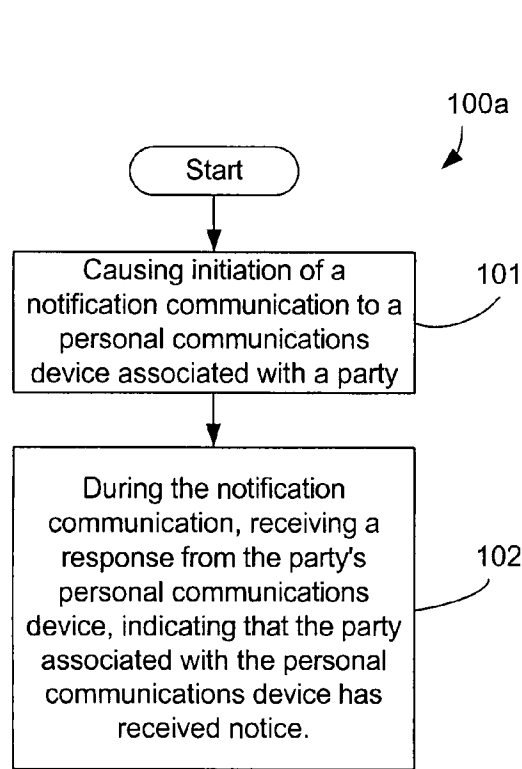 100a
Start
Causing initiation of a
notification communication to a
personal communications
device associated with a party
101
During the notification
communication, receiving a
response from the party's
personal communications
device, indicating that the party
associated with the personal
communications device has
received notice.
102